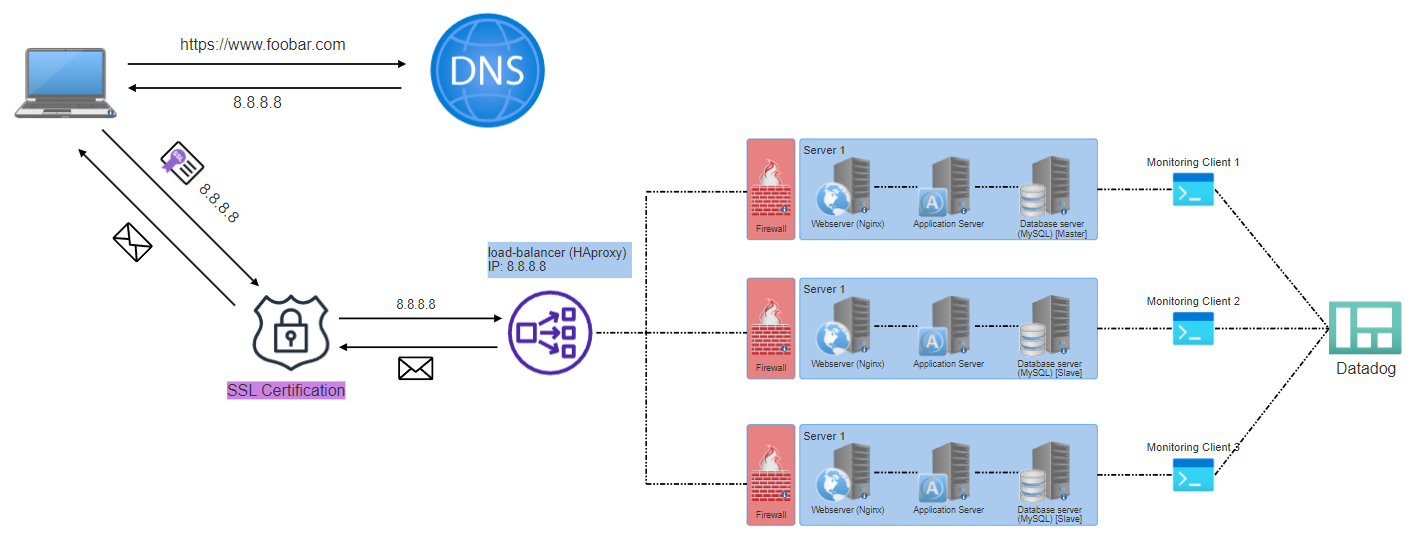 https://www.foobar.com
DNS
8.8.8.8
SSL
8.8.8.8
SSL Certification
8.8.8.8
load-balancer (HAproxy)
IP: 8.8.8.8
Firewall
Server 1
Webserver (Nginx)
Application Server
Database server
(MySQL) [Master]
Monitoring Client 1
Firewall
Server 1
Webserver (Nginx)
Application Server
Database server
(MySQL) [Slave]
Monitoring Client 2
Firewall
Server 1
Webserver (Nginx)
Application Server
Database server
(MySQL) [Slave]
Monitoring Client 3
Datadog